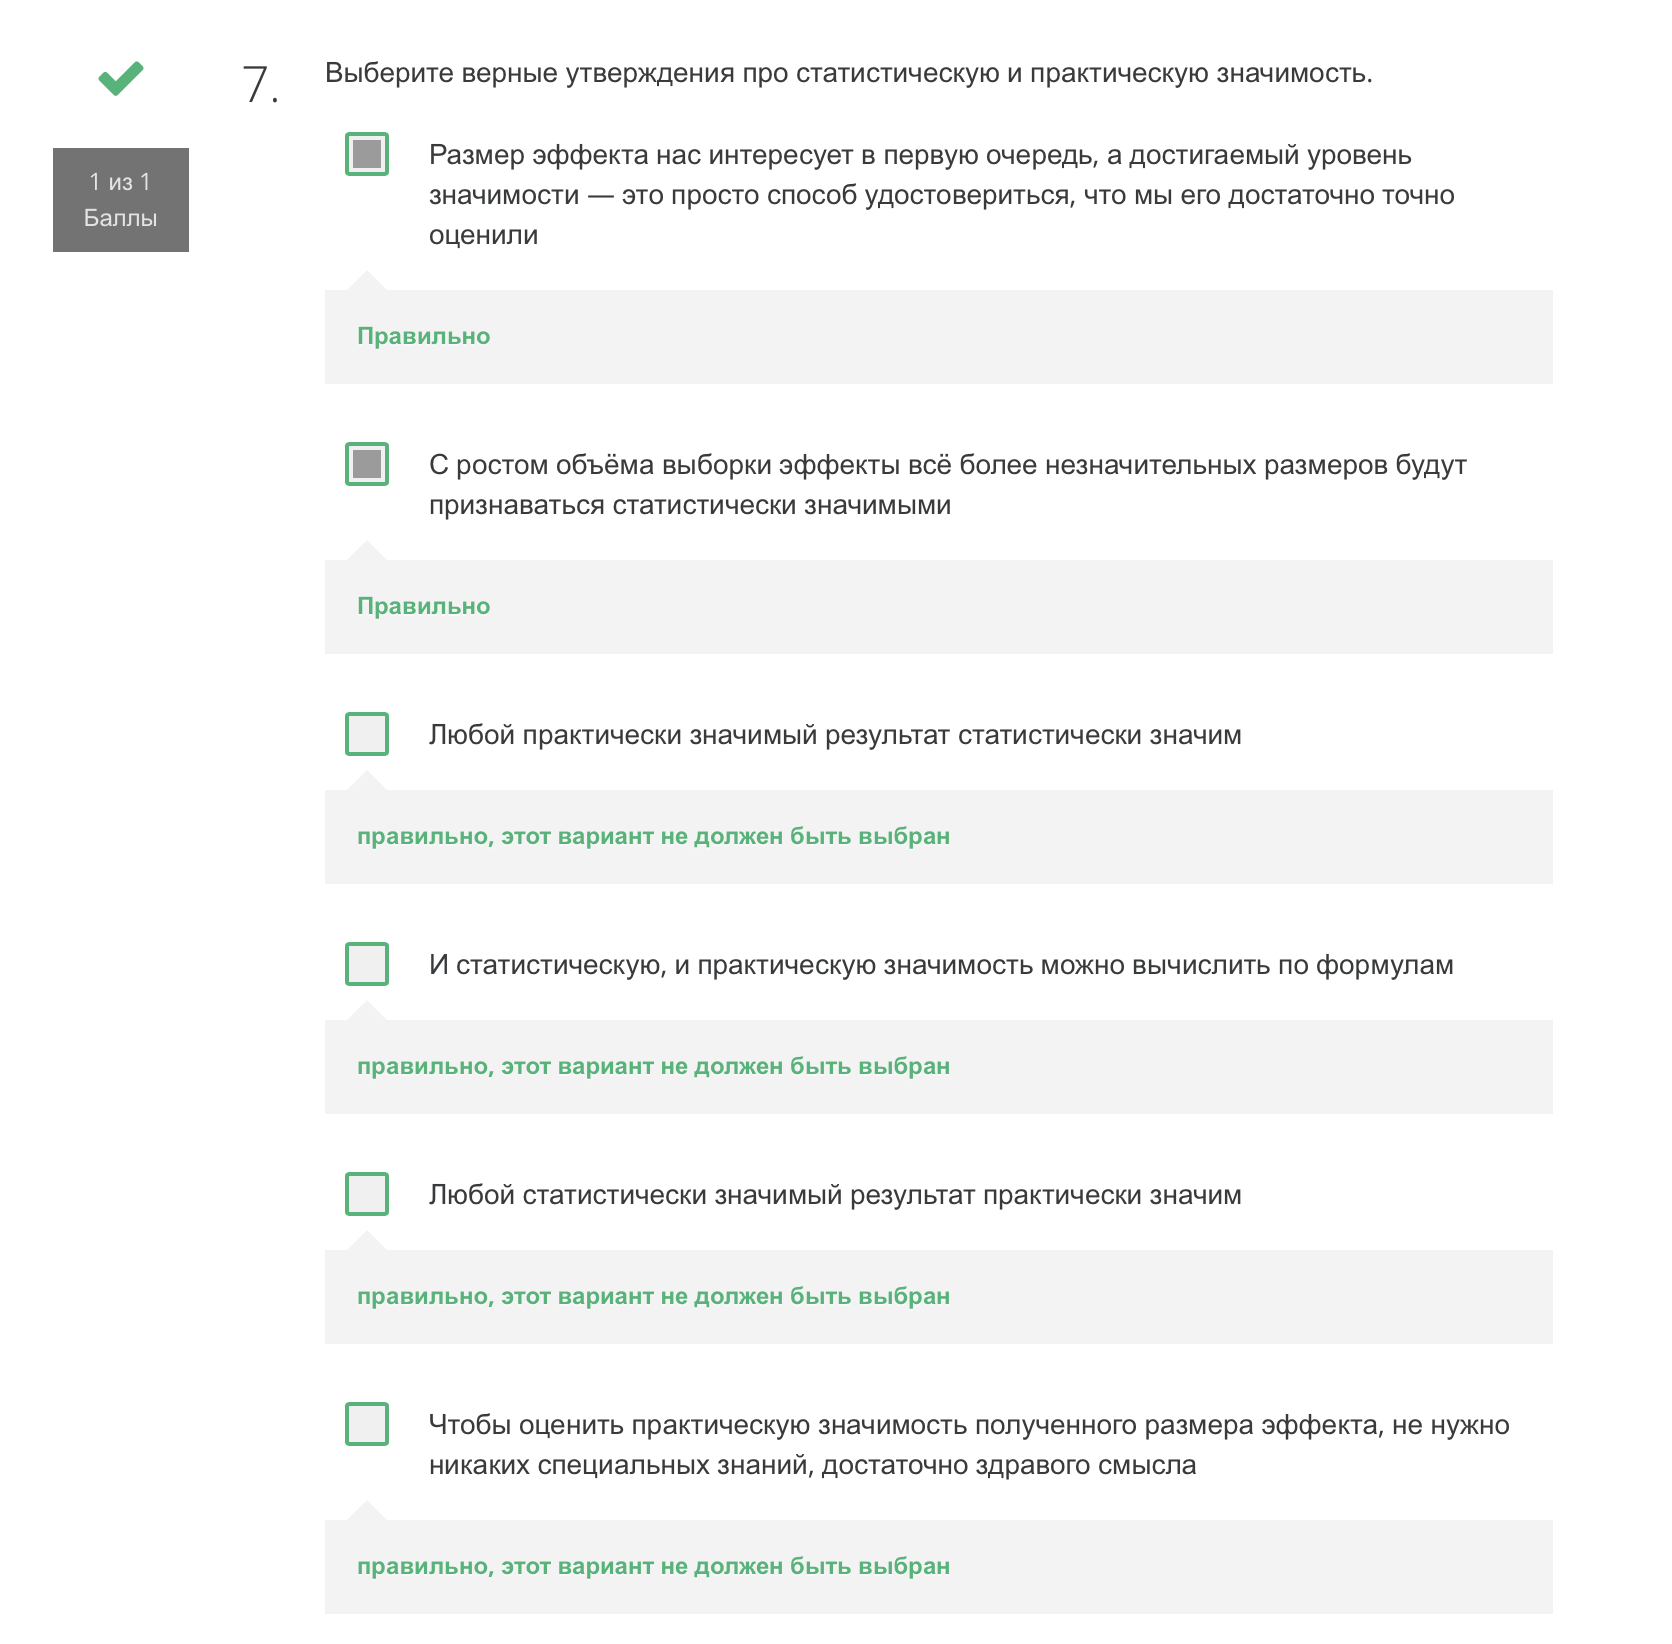 1 из 1
Баллы
7.
Выберите верные утверждения про статистическую и практическую значимость.
Размер эффекта нас интересует в первую очередь, а достигаемый уровень
значимости — это просто способ удостовериться, что мы его достаточно точно
оценили
Правильно
С ростом объёма выборки эффекты всё более незначительных размеров будут
признаваться статистически значимыми
Правильно
Любой практически значимый результат статистически значим
правильно, этот вариант не должен быть выбран
И статистическую, и практическую значимость можно вычислить по формулам
правильно, этот вариант не должен быть выбран
Любой статистически значимый результат практически значим
правильно, этот вариант не должен быть выбран
Чтобы оценить практическую значимость полученного размера эффекта, не нужно
никаких специальных знаний, достаточно здравого смысла
правильно, этот вариант не должен быть выбран